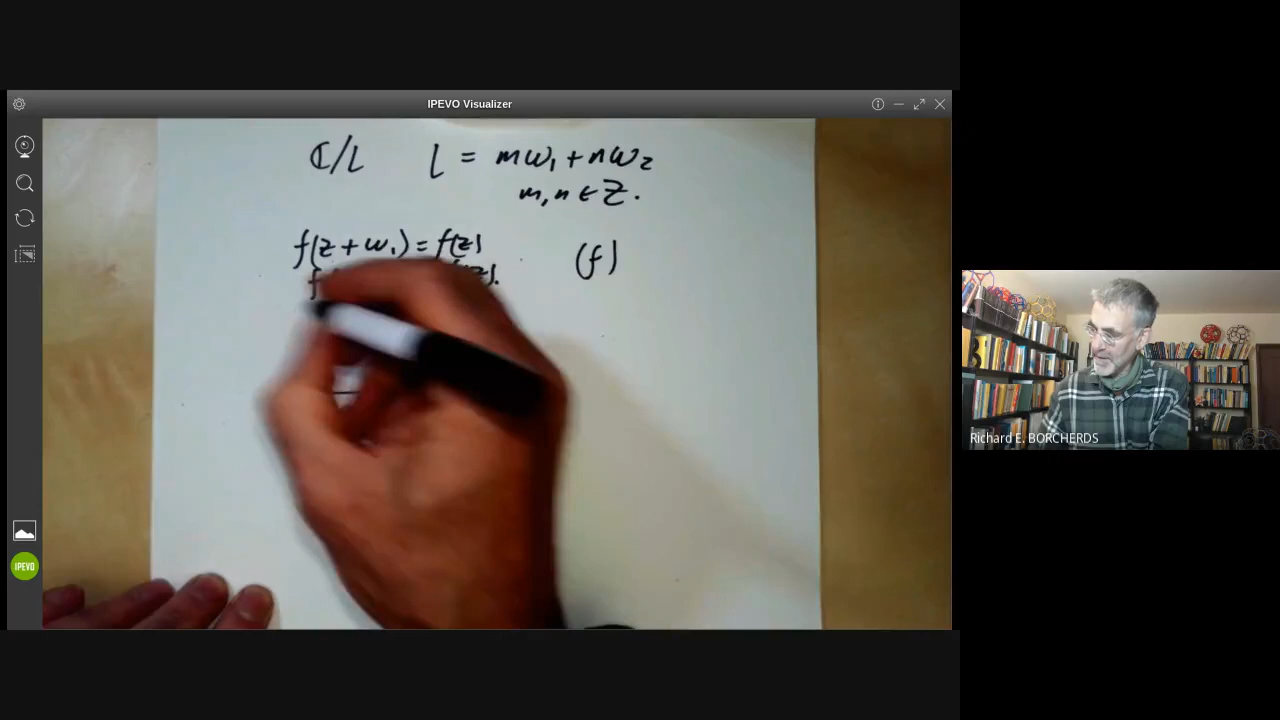 IPEVO Visualizer
ℂ/L L = mω₁ + nω₂
m, n ∈ Z.
f(z + ω₁) = f(z) (f)
IPEVO
Richard E. BORCHERDS